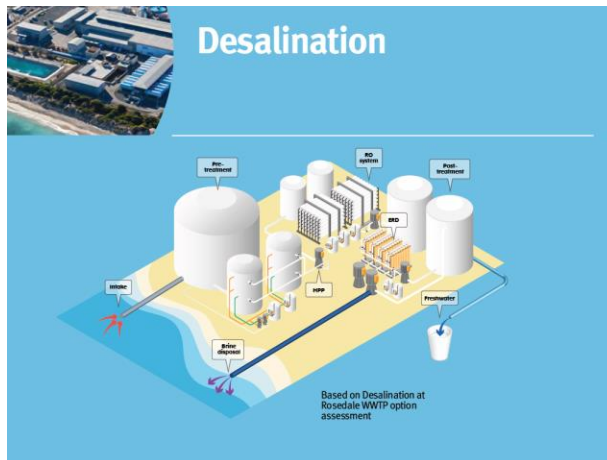 Desalination
Pre-
treatment
RO
system
Post-
treatment
ERD
HPP
Intake
Freshwater
Brine
disposal
Based on Desalination at
Rosedale WWTP option
assessment